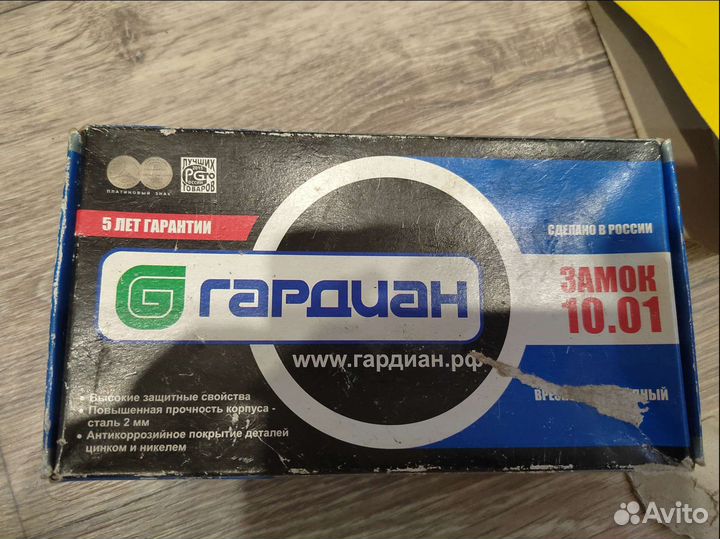 ПЛАТИНОВЫЙ ЗНАК
ЛУЧШИХ
ТОВАРОВ
5 ЛЕТ ГАРАНТИИ
СДЕЛАНО В РОССИИ
G ГАРДИАН
ЗАМОК
10.01
www.гардиан.рф
• Высокие защитные свойства
• Повышенная прочность корпуса -
сталь 2 мм
• Антикоррозийное покрытие деталей
цинком и никелем
Avito